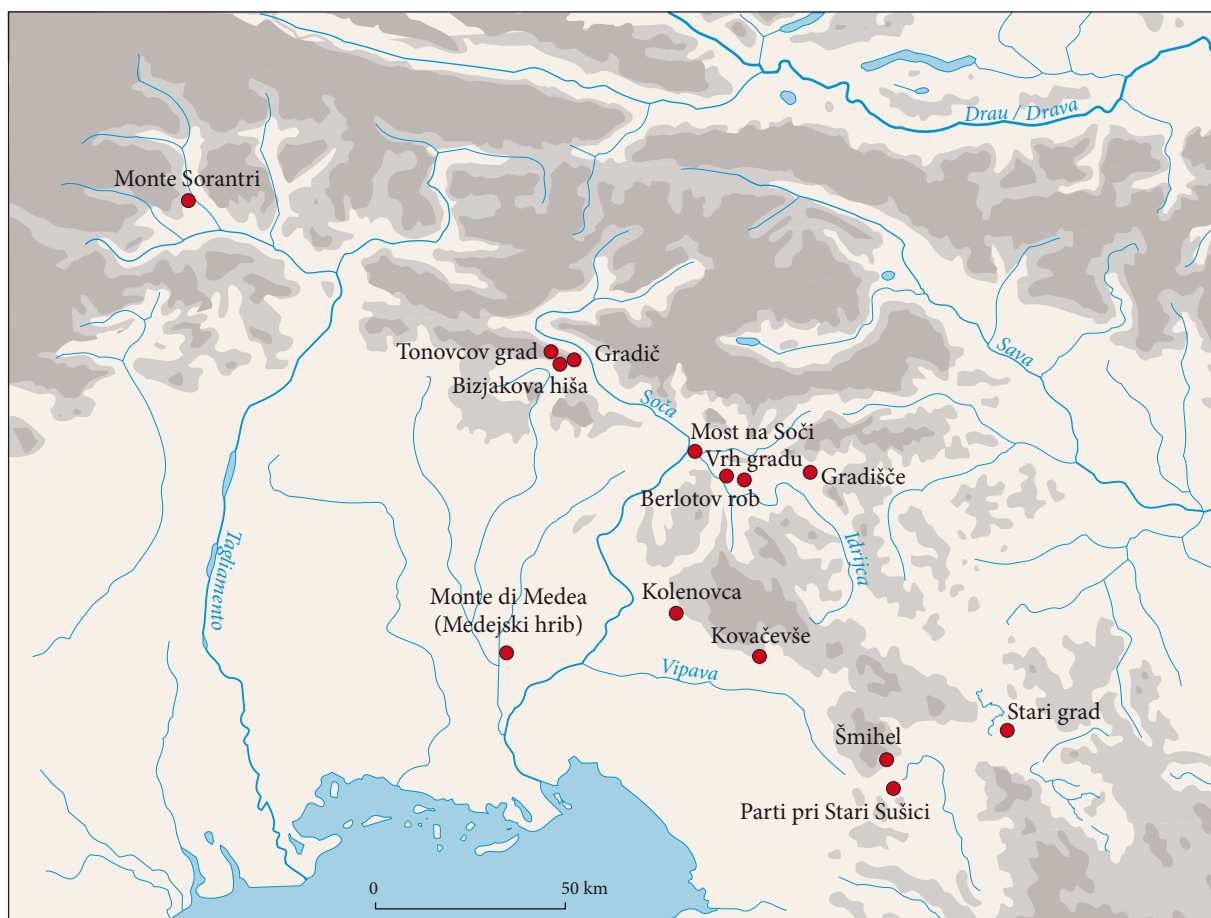 Drau / Drava
Monte Sorantri
Sava
Tonovcov grad
Gradič
Bizjakova hiša
Soča
Most na Soči
Vrh gradu
Gradišče
Berlotov rob
Tagliamento
Idrijca
Monte di Medea
(Medejski hrib)
Kolenovca
Kovačevše
Vipava
Stari grad
Šmihel
Parti pri Stari Sušici
0 50 km